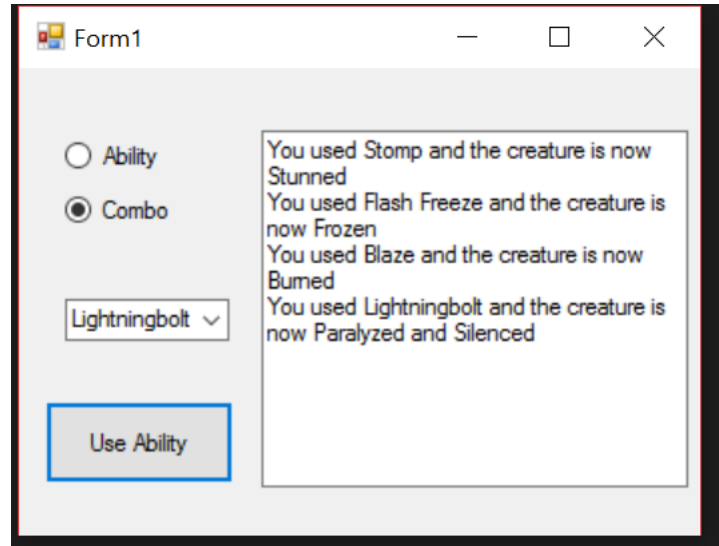 Form1
Ability
Combo
Lightningbolt
Use Ability
You used Stomp and the creature is now
Stunned
You used Flash Freeze and the creature is
now Frozen
You used Blaze and the creature is now
Burned
You used Lightningbolt and the creature is
now Paralyzed and Silenced